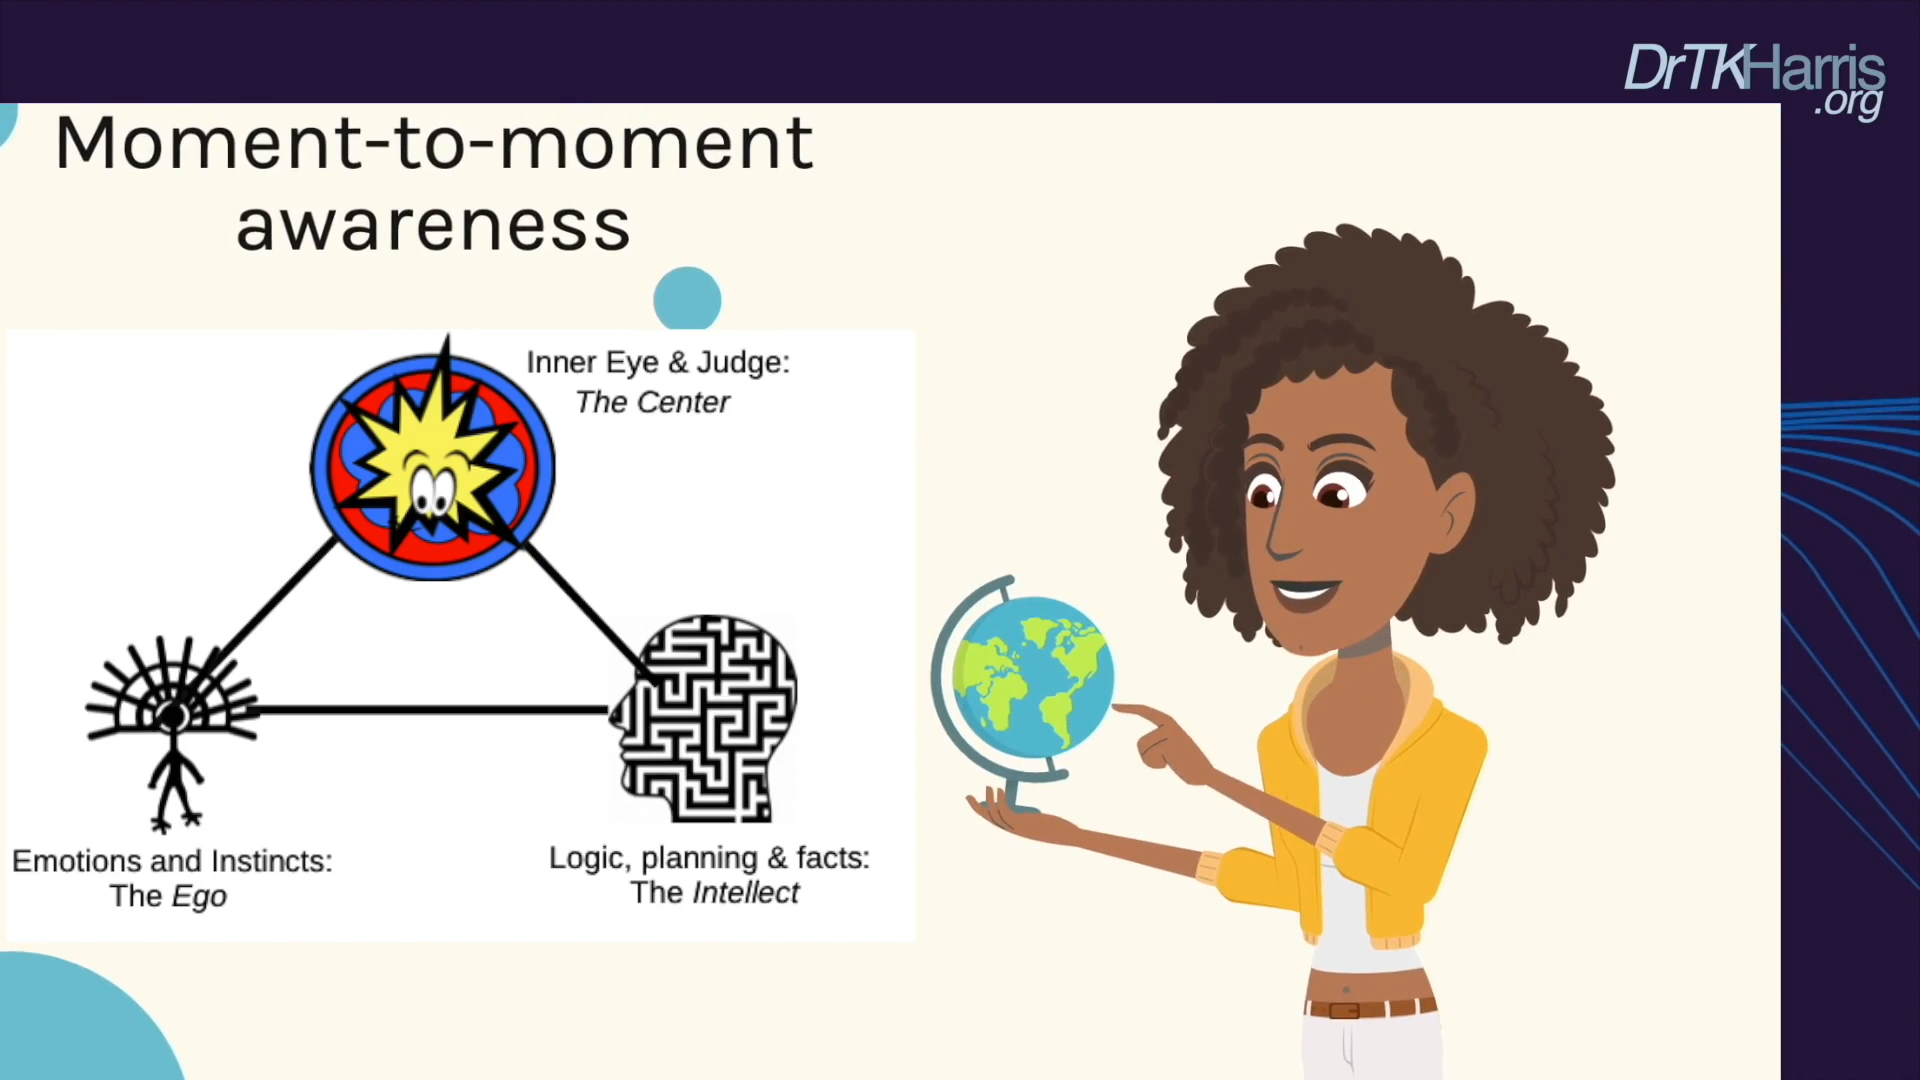 DrTKHarris
.org
Moment-to-moment
awareness
Inner Eye & Judge:
The Center
Emotions and Instincts:
The Ego
Logic, planning & facts:
The Intellect